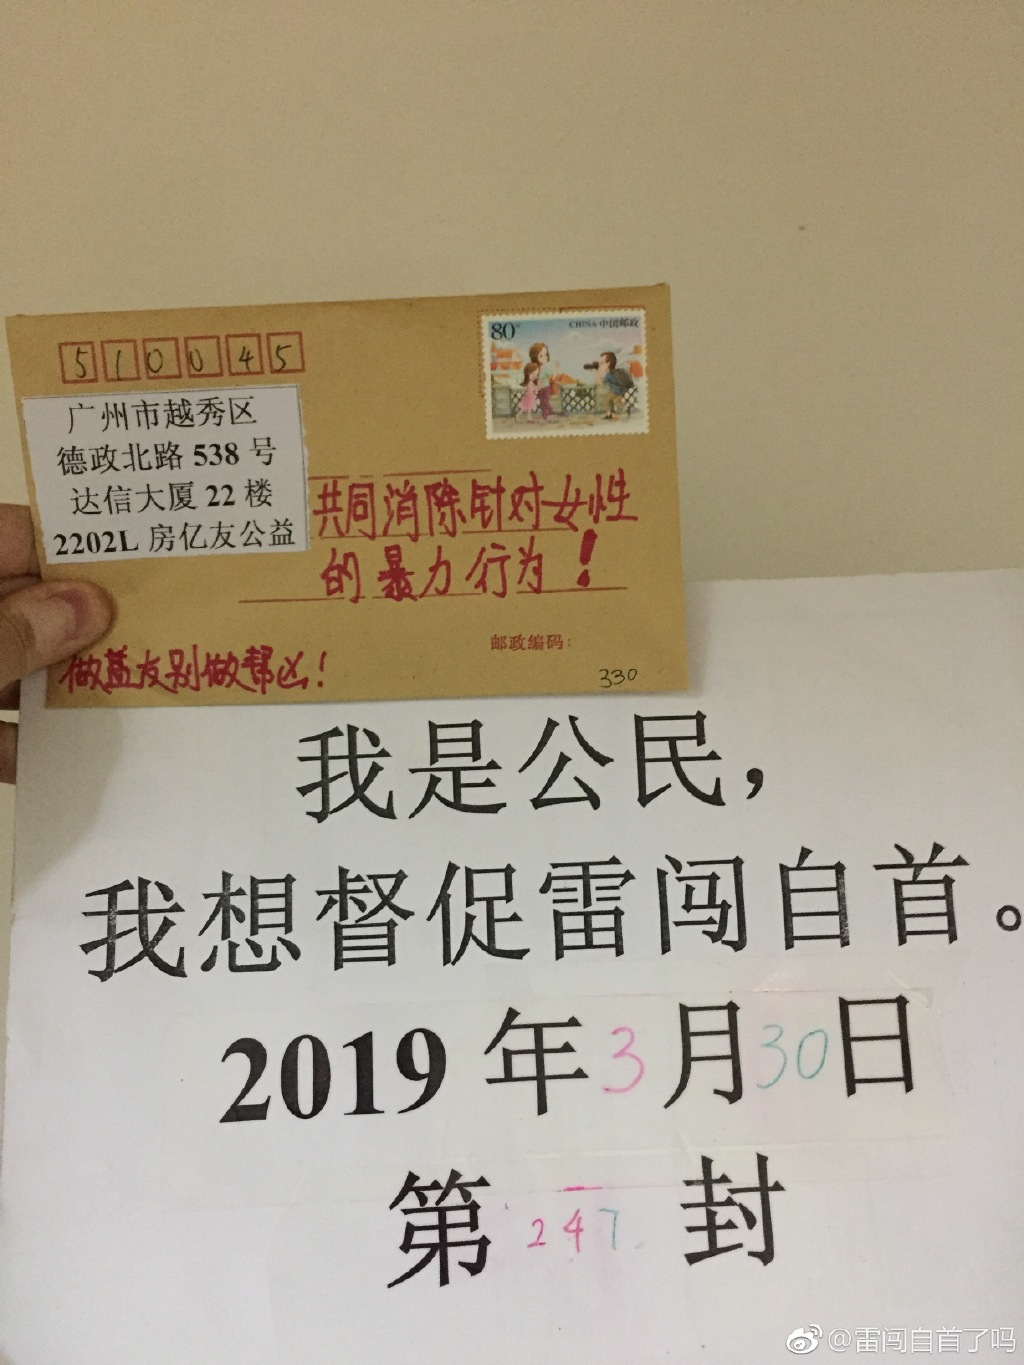 80分
CHINA 中国邮政
510045
广州市越秀区
德政北路 538 号
达信大厦 22 楼
2202L 房亿友公益
共同消除针对女性
的暴力行为！
邮政编码：
做益友别做帮凶！
330
我是公民，
我想督促雷闯自首。
2019 年 3 月 30 日
第 247 封
@雷闯自首了吗